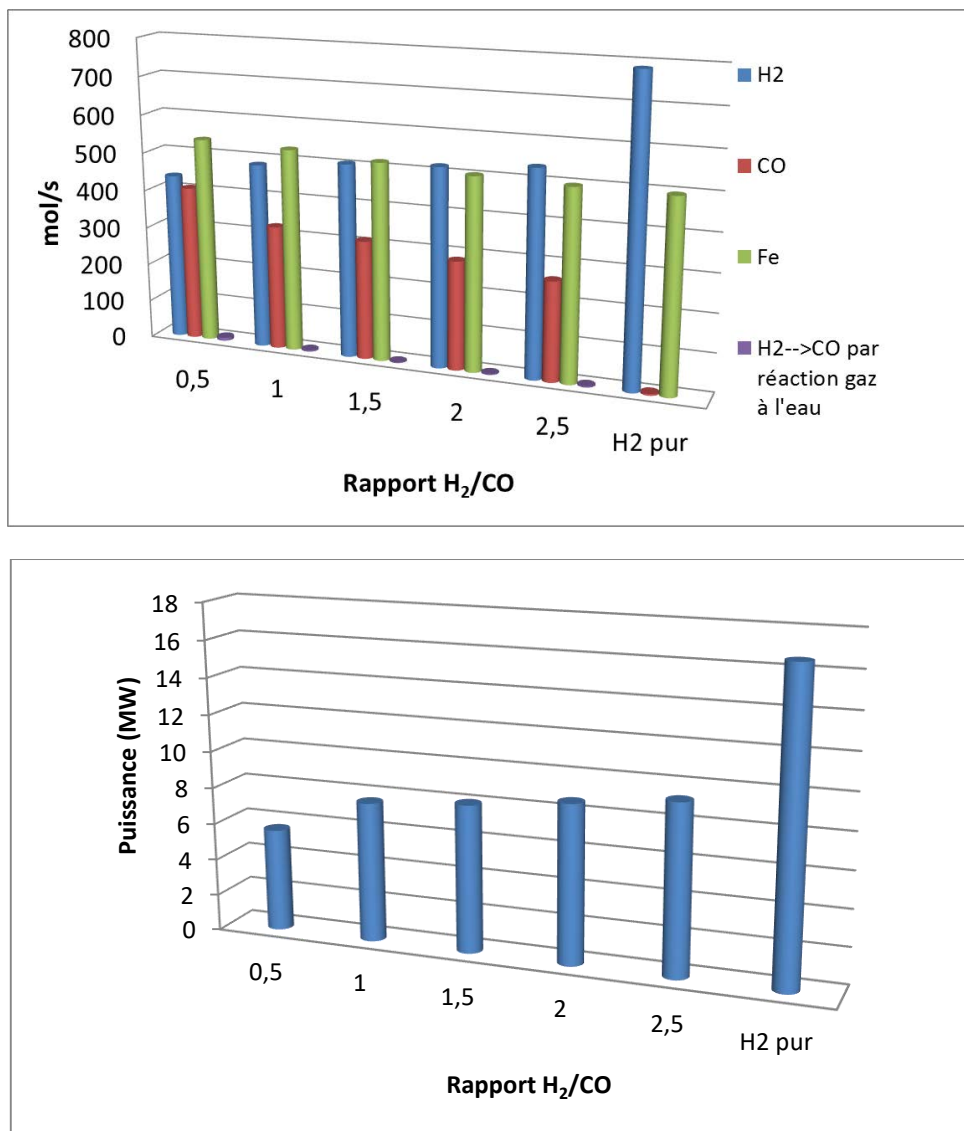 800
700
600
500
400
300
200
100
0
mol/s
0,5
1
1,5
2
2,5
H2 pur
Rapport H₂/CO
H2
CO
Fe
H2-->CO par
réaction gaz
à l'eau
18
16
14
12
10
8
6
4
2
0
Puissance (MW)
0,5
1
1,5
2
2,5
H2 pur
Rapport H₂/CO